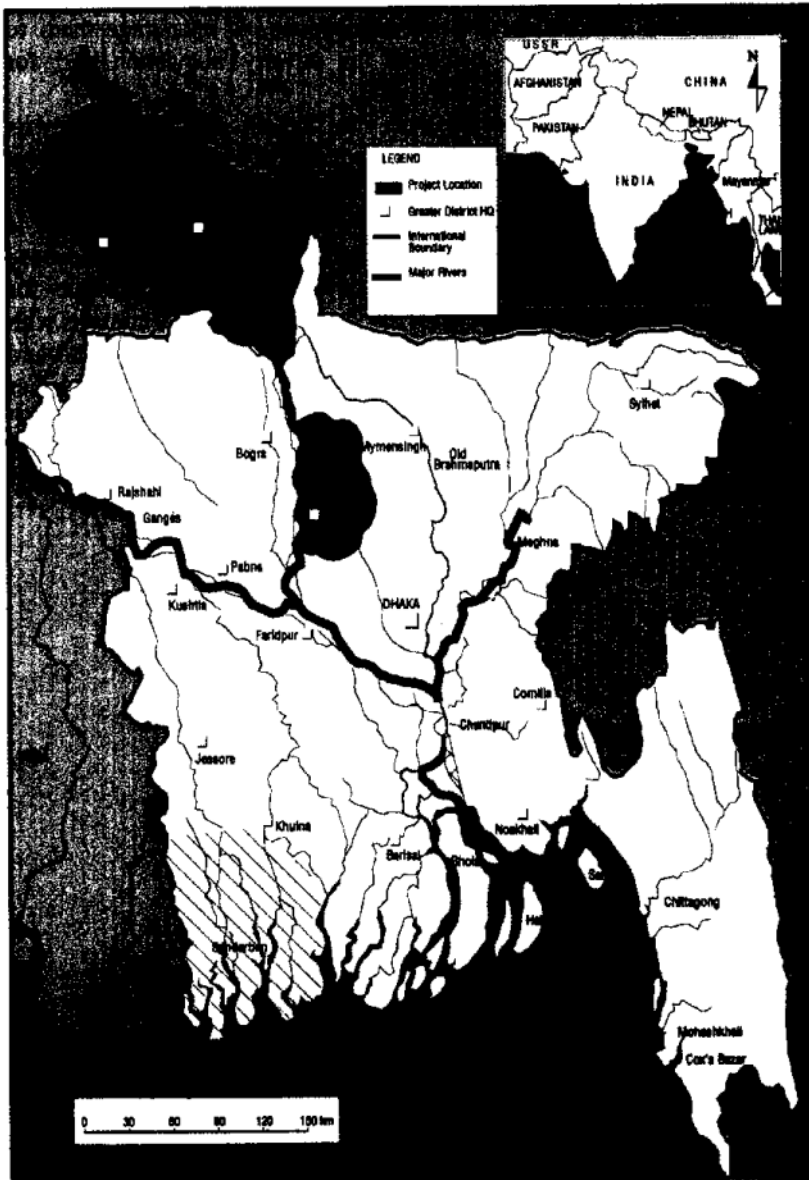 USSR
N
AFGHANISTAN
CHINA
NEPAL
BHUTAN
PAKISTAN
INDIA
Mayanmar
LEGEND
Project Location
Greater District HQ
International
Boundary
Major Rivers
Sylhet
Bogra
Mymensingh
Old
Brahmaputra
Rajshahi
Ganges
Meghna
Pabna
Kushtia
DHAKA
Faridpur
Comilla
Chandpur
Jessore
Khulna
Noakhali
Barisal
Bhola
Chittagong
Moheshkhali
Cox's Bazar
0 30 60 90 120 150 km